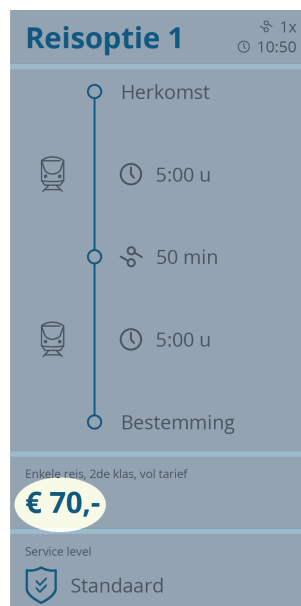 Reisoptie 1
1x
10:50
Herkomst
5:00 u
50 min
5:00 u
Bestemming
Enkele reis, 2de klas, vol tarief
€ 70,-
Service level
Standaard